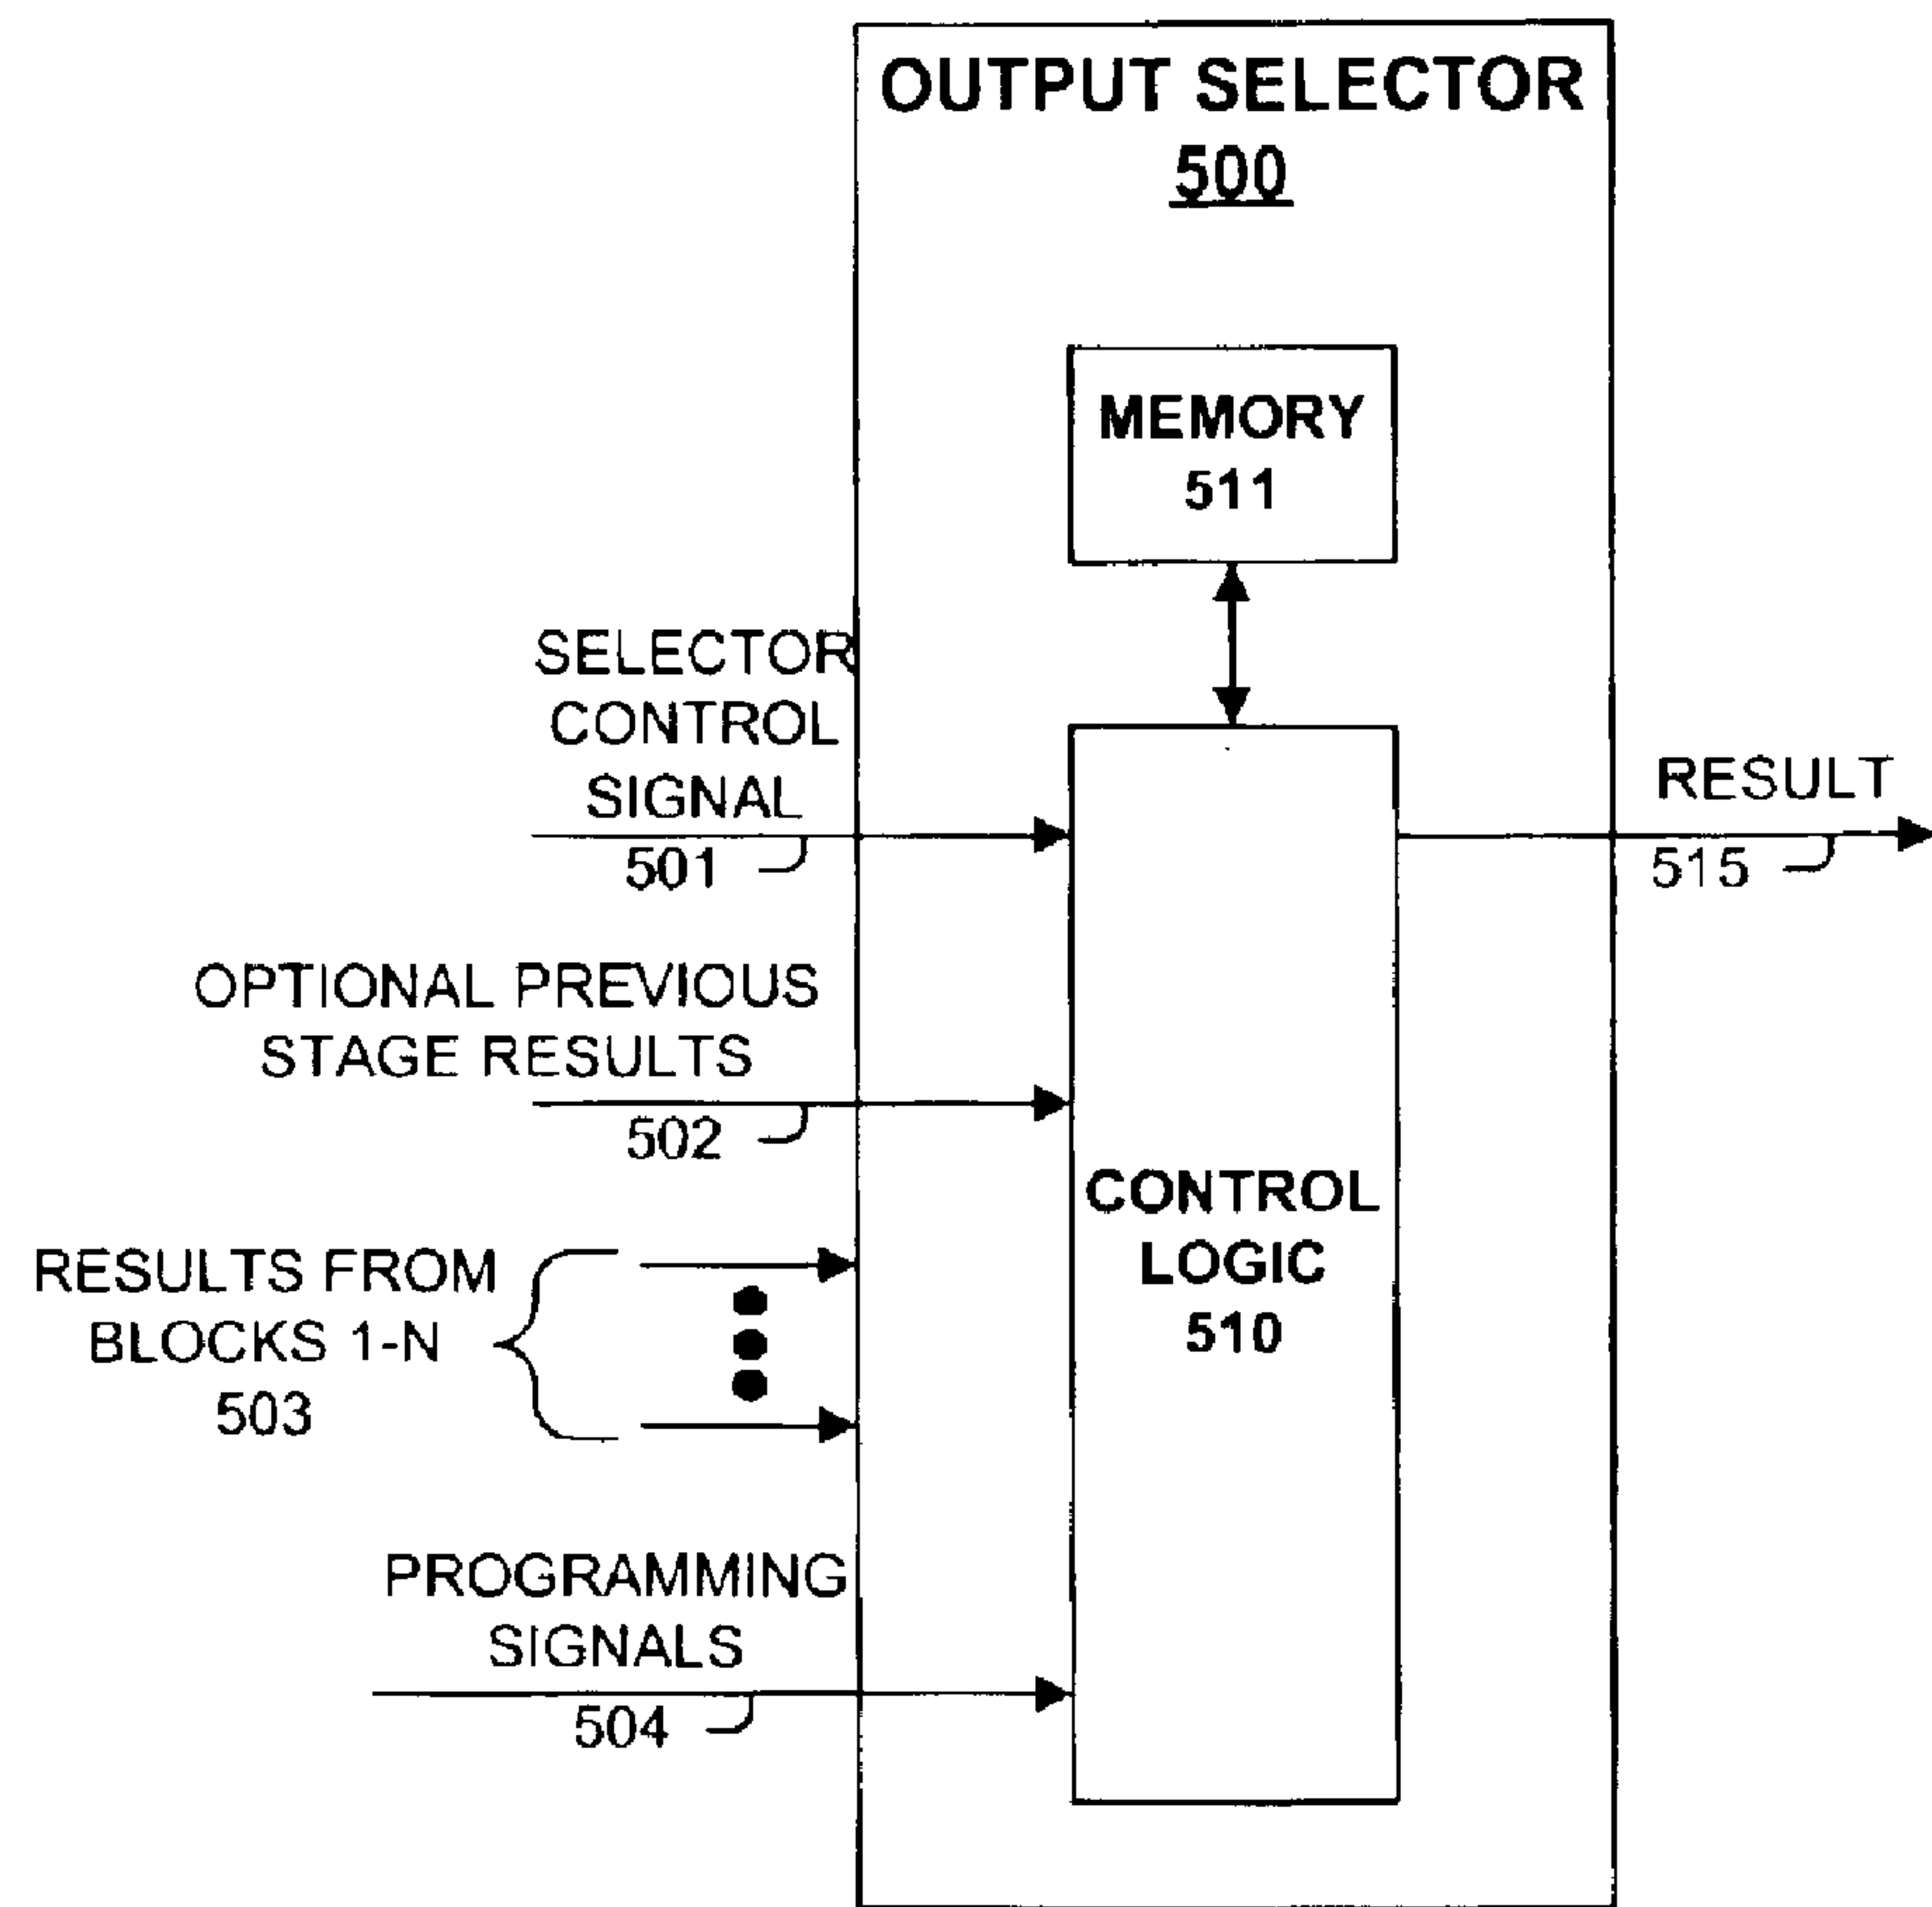 OUTPUT SELECTOR
500
MEMORY
511
SELECTOR
CONTROL
SIGNAL
501
RESULT
515
OPTIONAL PREVIOUS
STAGE RESULTS
502
CONTROL
LOGIC
510
RESULTS FROM
BLOCKS 1-N
503
PROGRAMMING
SIGNALS
504